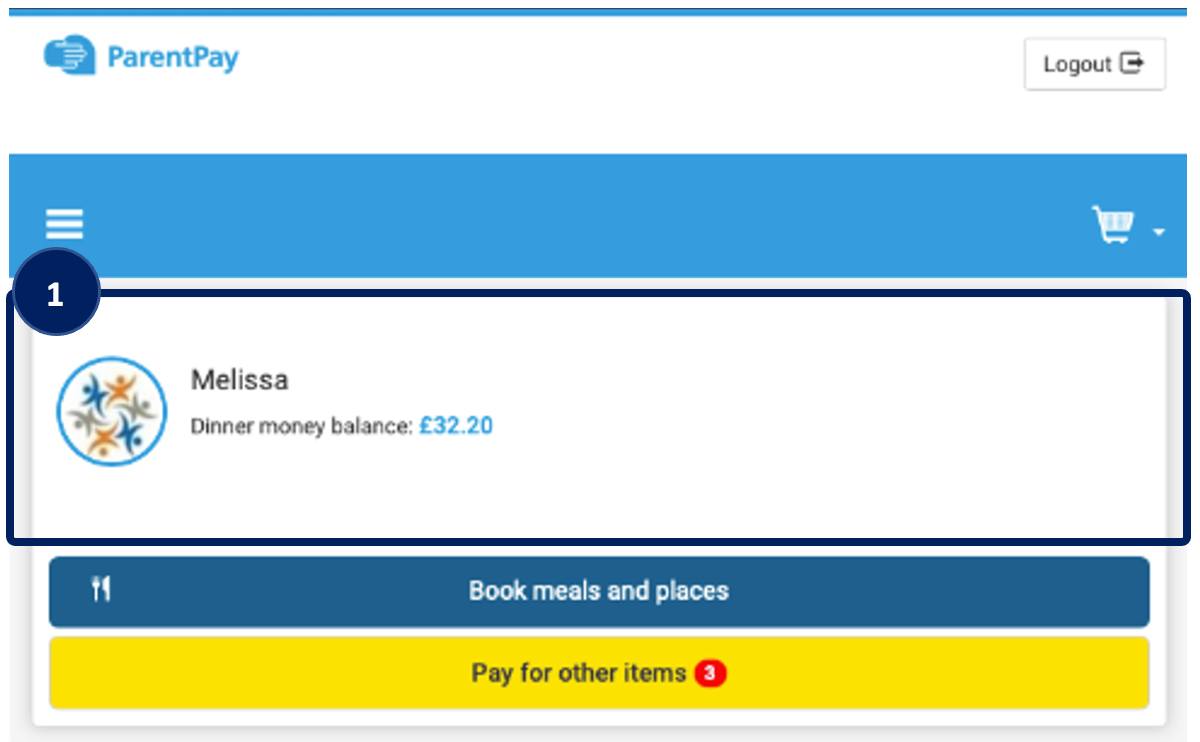 ParentPay
Logout
1
Melissa
Dinner money balance: £32.20
Book meals and places
Pay for other items 3